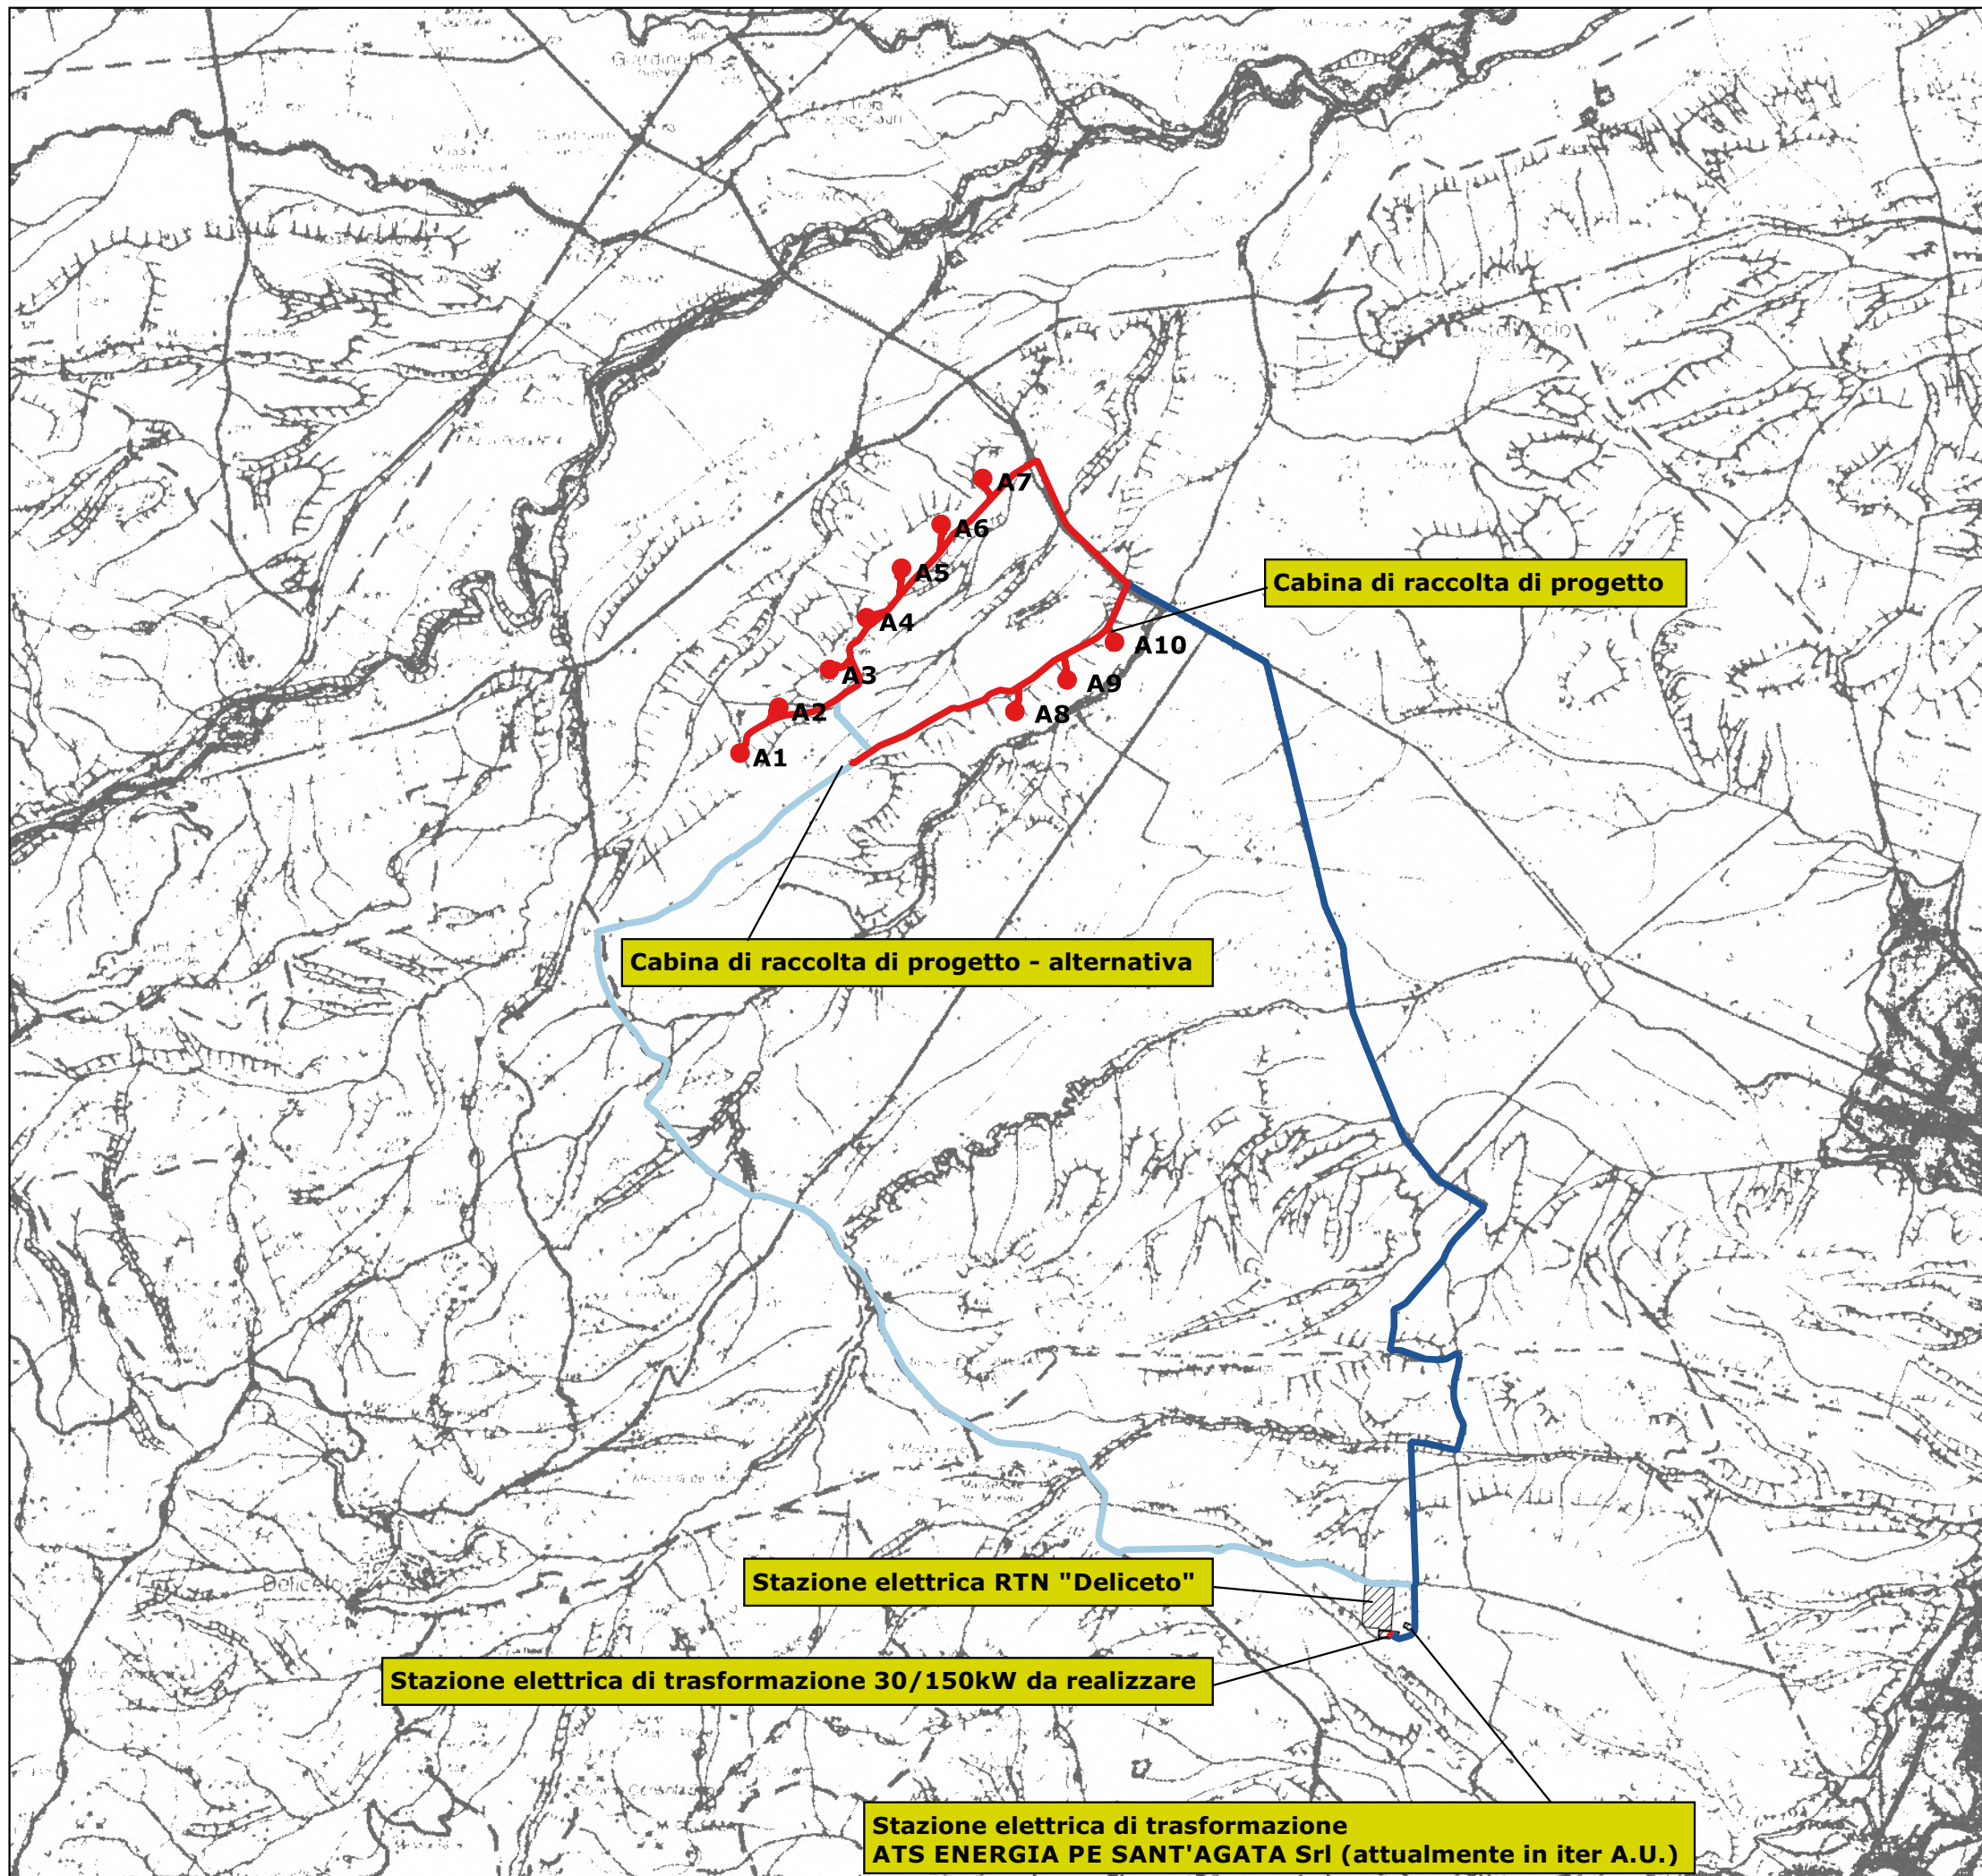 A7
A6
Cabina di raccolta di progetto
A5
A4
A10
A3
A9
A2
A8
A1
Cabina di raccolta di progetto - alternativa
Deliceto
Stazione elettrica RTN "Deliceto"
Stazione elettrica di trasformazione 30/150kW da realizzare
Stazione elettrica di trasformazione
ATS ENERGIA PE SANT'AGATA Srl (attualmente in iter A.U.)